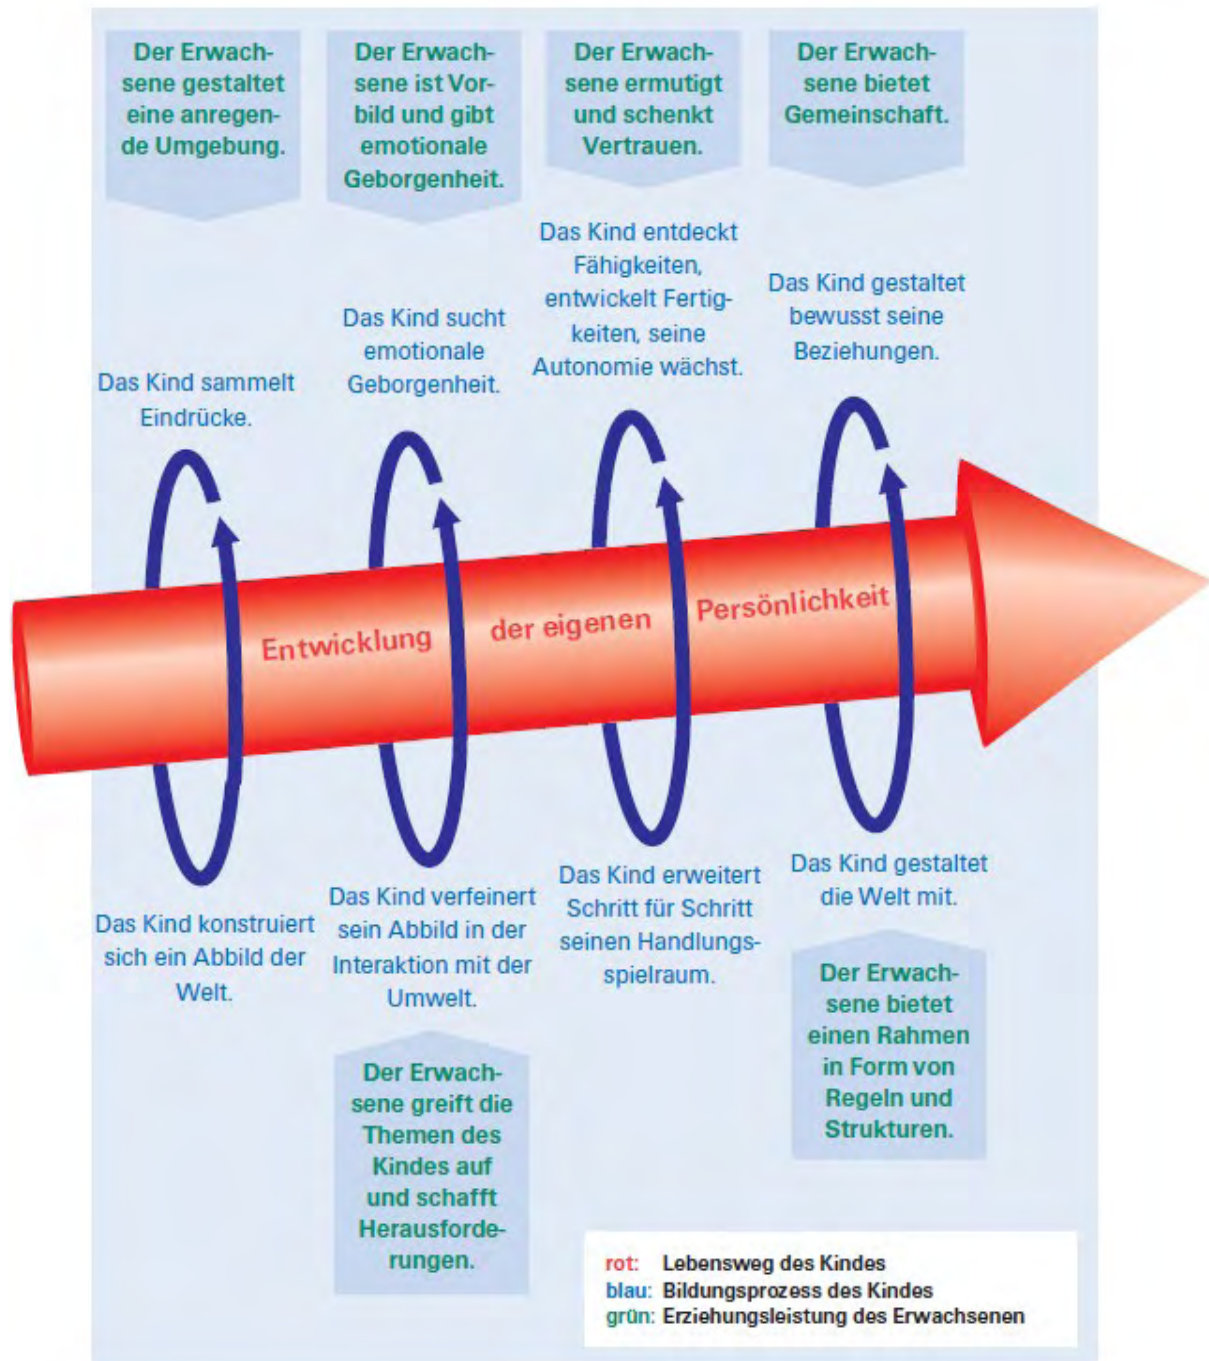 Der Erwach-
sene gestaltet
eine anregen-
de Umgebung.
Der Erwach-
sene ist Vor-
bild und gibt
emotionale
Geborgenheit.
Der Erwach-
sene ermutigt
und schenkt
Vertrauen.
Der Erwach-
sene bietet
Gemeinschaft.
Das Kind sammelt
Eindrücke.
Das Kind sucht
emotionale
Geborgenheit.
Das Kind entdeckt
Fähigkeiten,
entwickelt Fertig-
keiten, seine
Autonomie wächst.
Das Kind gestaltet
bewusst seine
Beziehungen.
Entwicklung der eigenen Persönlichkeit
Das Kind konstruiert
sich ein Abbild der
Welt.
Das Kind verfeinert
sein Abbild in der
Interaktion mit der
Umwelt.
Das Kind erweitert
Schritt für Schritt
seinen Handlungs-
spielraum.
Das Kind gestaltet
die Welt mit.
Der Erwach-
sene greift die
Themen des
Kindes auf
und schafft
Herausforde-
rungen.
Der Erwach-
sene bietet
einen Rahmen
in Form von
Regeln und
Strukturen.
rot: Lebensweg des Kindes
blau: Bildungsprozess des Kindes
grün: Erziehungsleistung des Erwachsenen